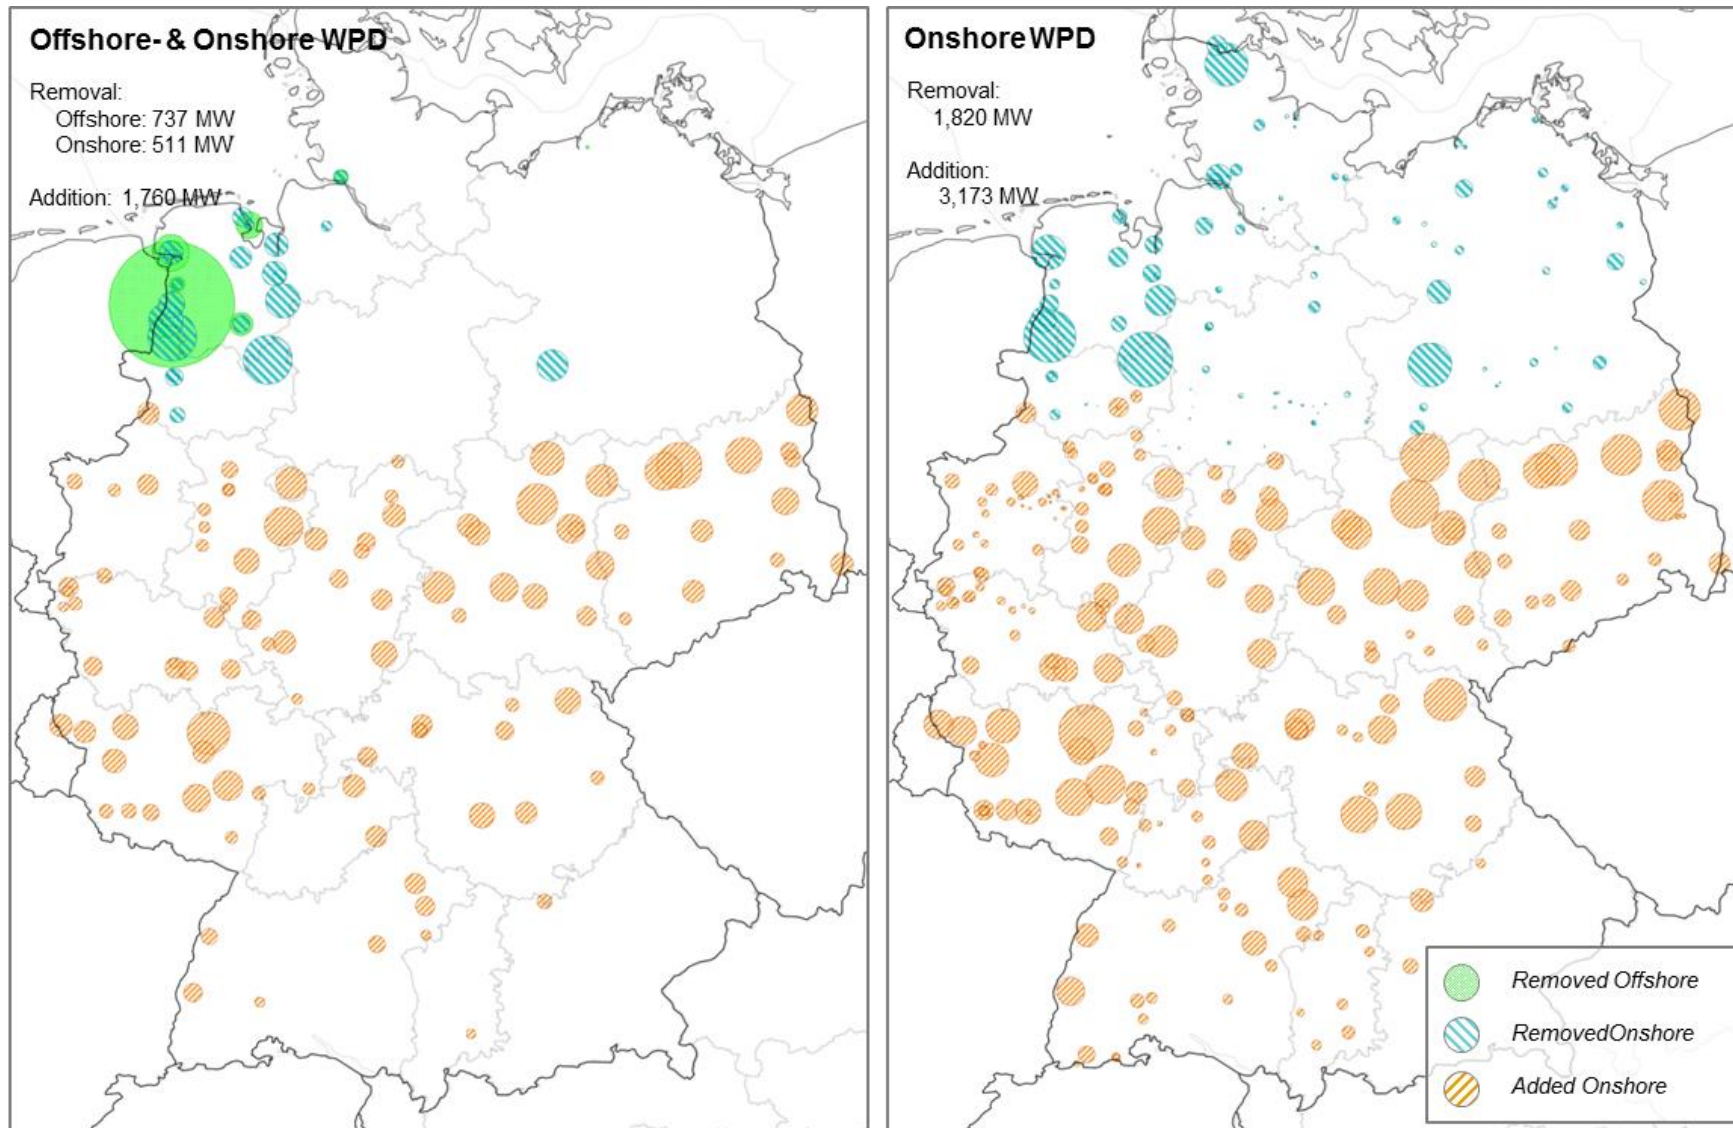 Offshore- & Onshore WPD
Removal:
Offshore: 737 MW
Onshore: 511 MW
Addition: 1,760 MW
Onshore WPD
Removal:
1,820 MW
Addition:
3,173 MW
Removed Offshore
RemovedOnshore
Added Onshore